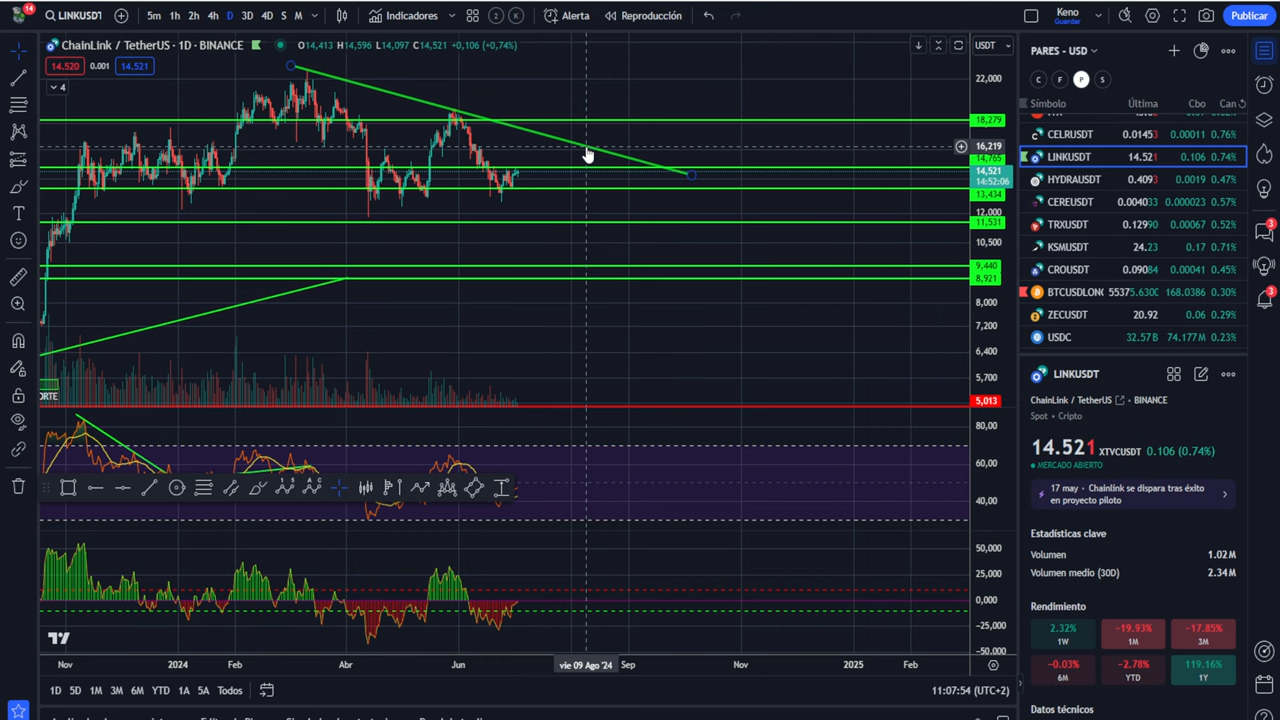 LINKUSDT
5m 1h 2h 4h D 3D 4D S M
Indicadores
2 K
Alerta
Reproducción
Keno
Guardar
Publicar
ChainLink / TetherUS · 1D · BINANCE
O14,413 H14,596 L14,097 C14,521 +0,106 (+0,74%)
14.520 0.001 14.521
4
USDT
22,000
18,279
16,219
14,765
14,521
14:52:06
13,434
12,000
11,531
10,500
9,440
8,921
8,000
7,200
6,400
5,700
ORTE
5,013
80,00
60,00
40,00
50,000
25,000
0,000
−25,000
−50,000
Nov 2024 Feb Abr Jun vie 09 Ago '24 Sep Nov 2025 Feb
1D 5D 1M 3M 6M YTD 1A 5A Todos
11:07:54 (UTC+2)
PARES - USD
C F P S
Símbolo Última Cbo Can
CELRUSDT 0.01453 0.00011 0.76%
LINKUSDT 14.521 0.106 0.74%
HYDRAUSDT 0.4093 0.0019 0.47%
CEREUSDT 0.004033 0.000023 0.57%
TRXUSDT 0.12990 0.00067 0.52%
KSMUSDT 24.23 0.17 0.71%
CROUSDT 0.09084 0.00041 0.45%
BTCUSDLONG 55375.6300 168.0386 0.30%
ZECUSDT 20.92 0.06 0.29%
USDC 32.57B 74.177M 0.23%
LINKUSDT
ChainLink / TetherUS · BINANCE
Spot · Cripto
14.521 XTVCUSDT 0.106 (0.74%)
MERCADO ABIERTO
17 may · Chainlink se dispara tras éxito
en proyecto piloto
Estadísticas clave
Volumen 1.02M
Volumen medio (30D) 2.34M
Rendimiento
2.32% −19.93% −17.85%
1W 1M 3M
−0.03% −2.78% 119.16%
6M YTD 1Y
Datos técnicos
3
3